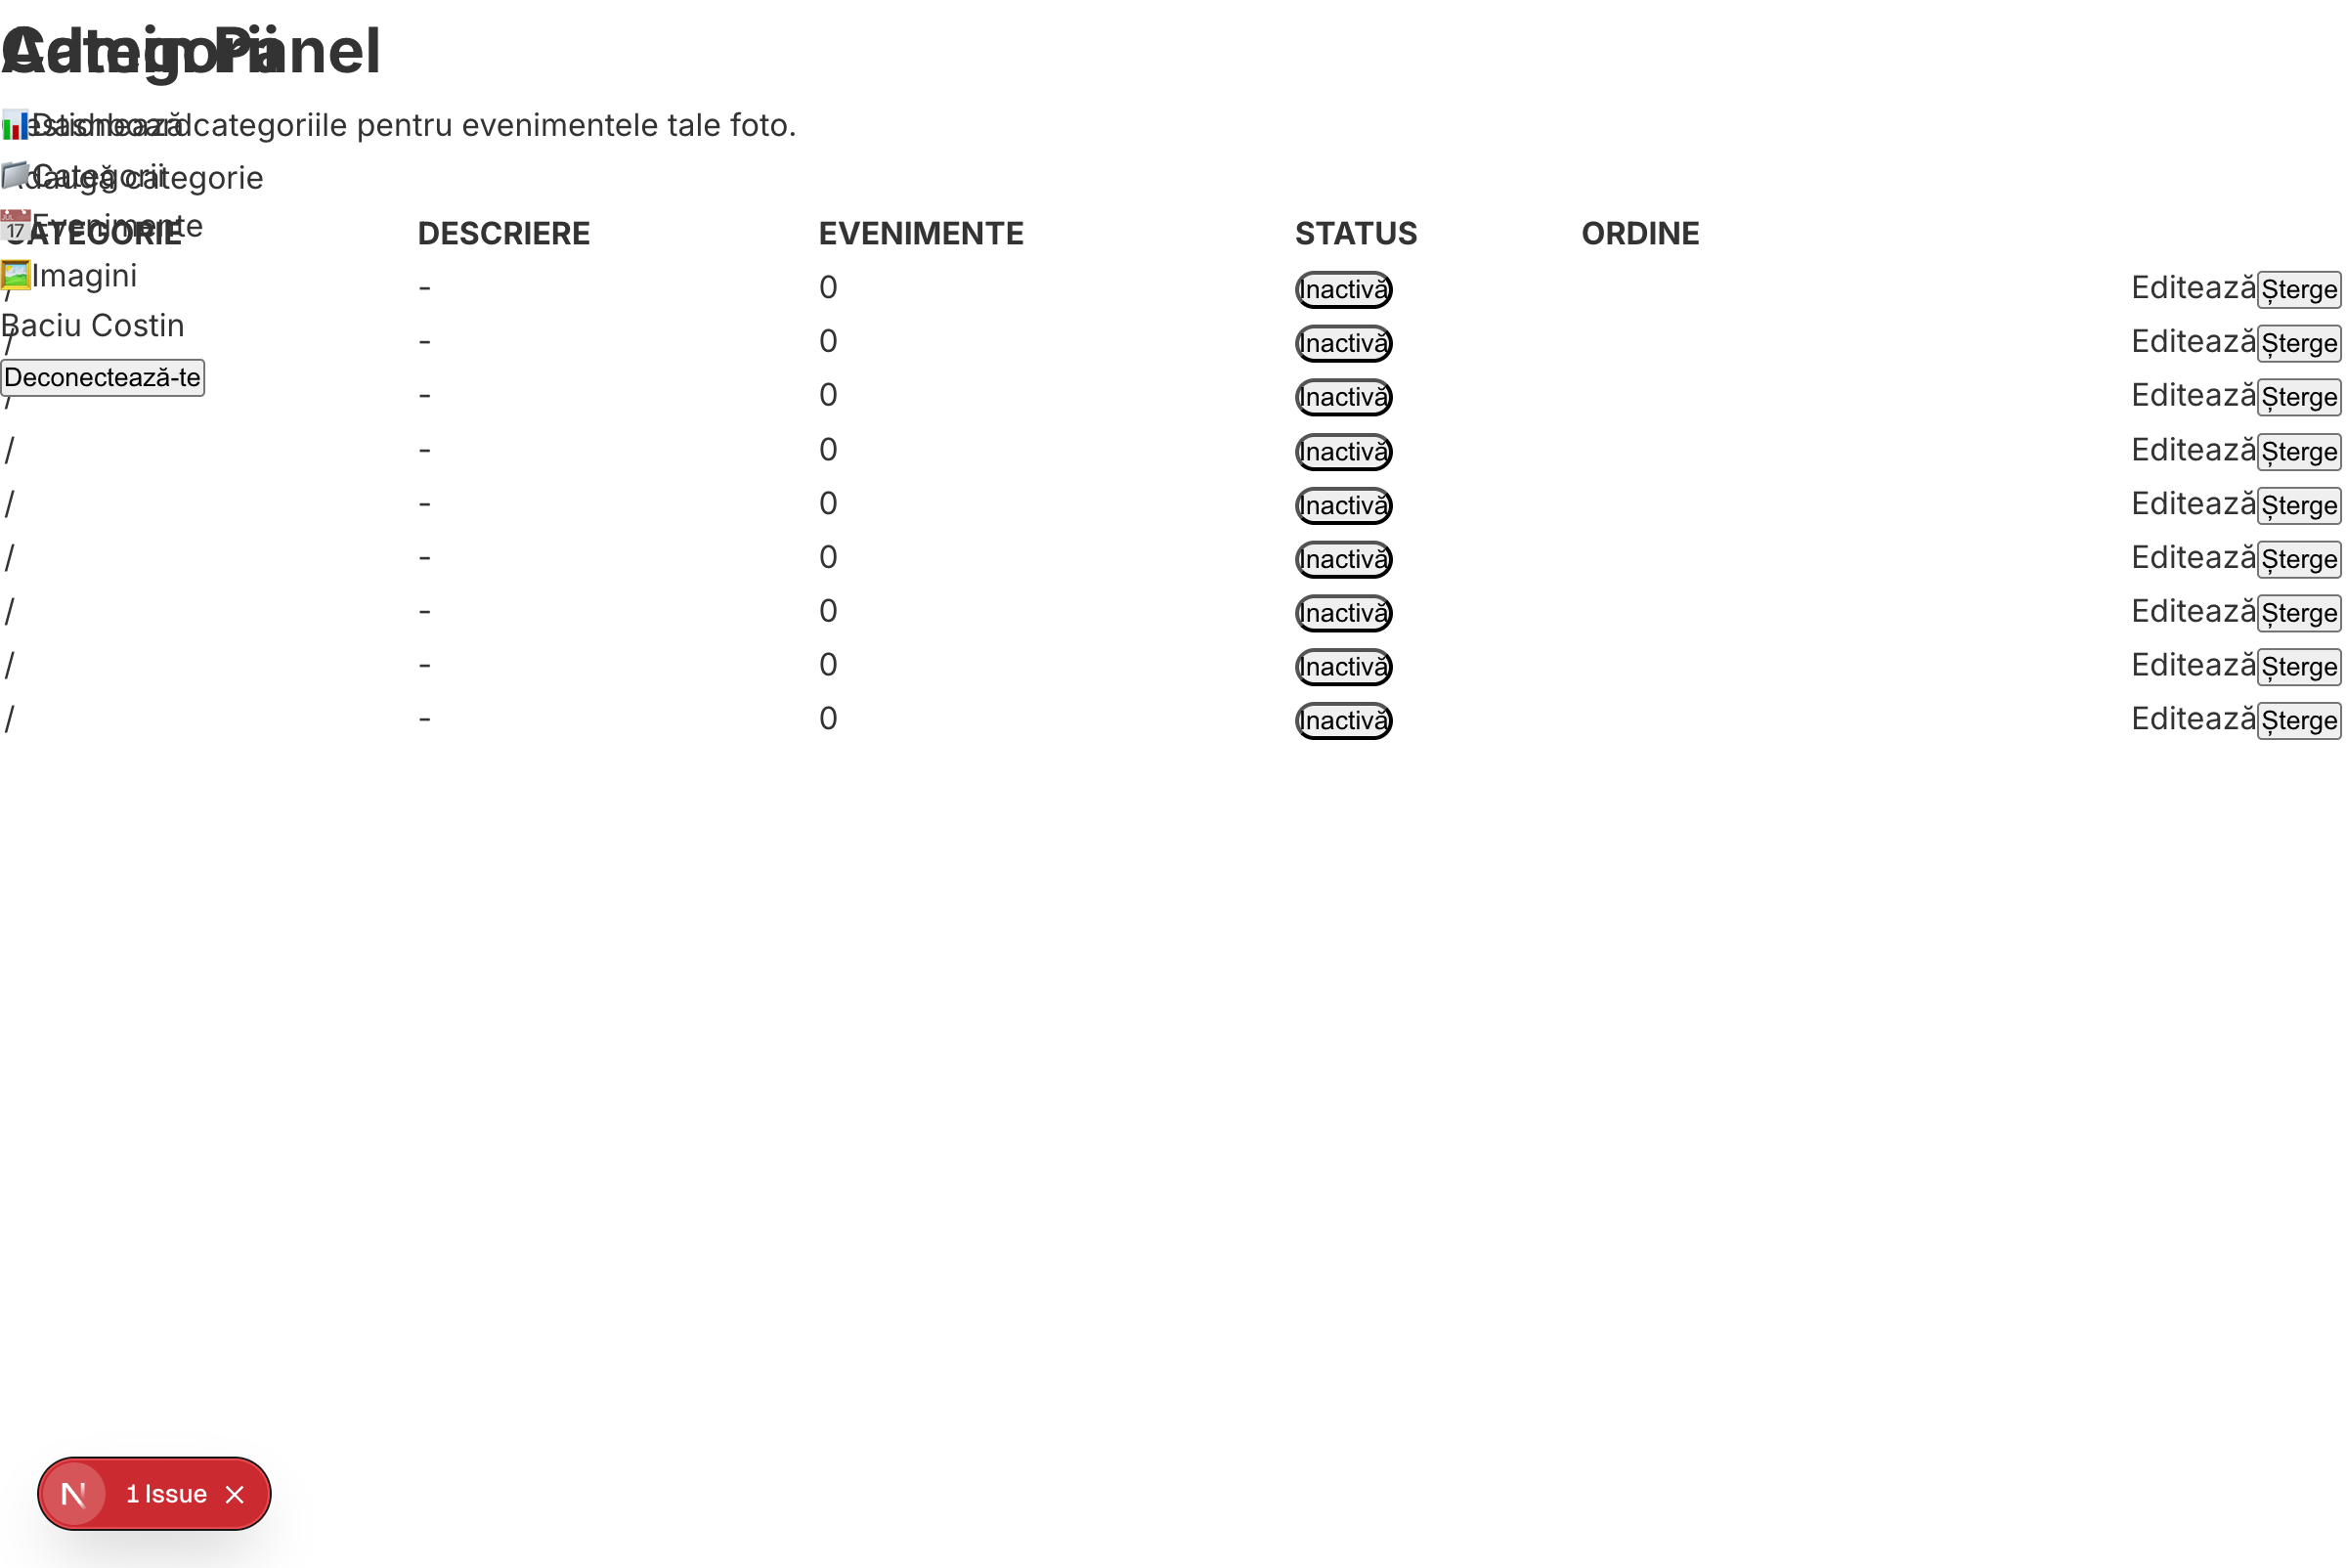 Admin Panel
Categorii
Dashboard
Gestionează categoriile pentru evenimentele tale foto.
Categorii
Adaugă categorie
Evenimente
CATEGORIE DESCRIERE EVENIMENTE STATUS ORDINE
Imagini
/ - 0 Inactivă Editează Șterge
Baciu Costin
/ - 0 Inactivă Editează Șterge
Deconectează-te
/ - 0 Inactivă Editează Șterge
/ - 0 Inactivă Editează Șterge
/ - 0 Inactivă Editează Șterge
/ - 0 Inactivă Editează Șterge
/ - 0 Inactivă Editează Șterge
/ - 0 Inactivă Editează Șterge
/ - 0 Inactivă Editează Șterge
N 1 Issue